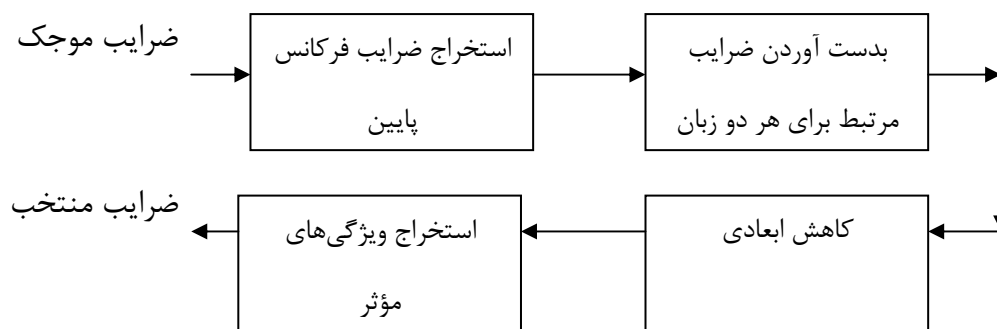 ضرایب موجک
استخراج ضرایب فرکانس
پایین
بدست آوردن ضرایب
مرتبط برای هر دو زبان
کاهش ابعادی
استخراج ویژگی‌های
مؤثر
ضرایب منتخب